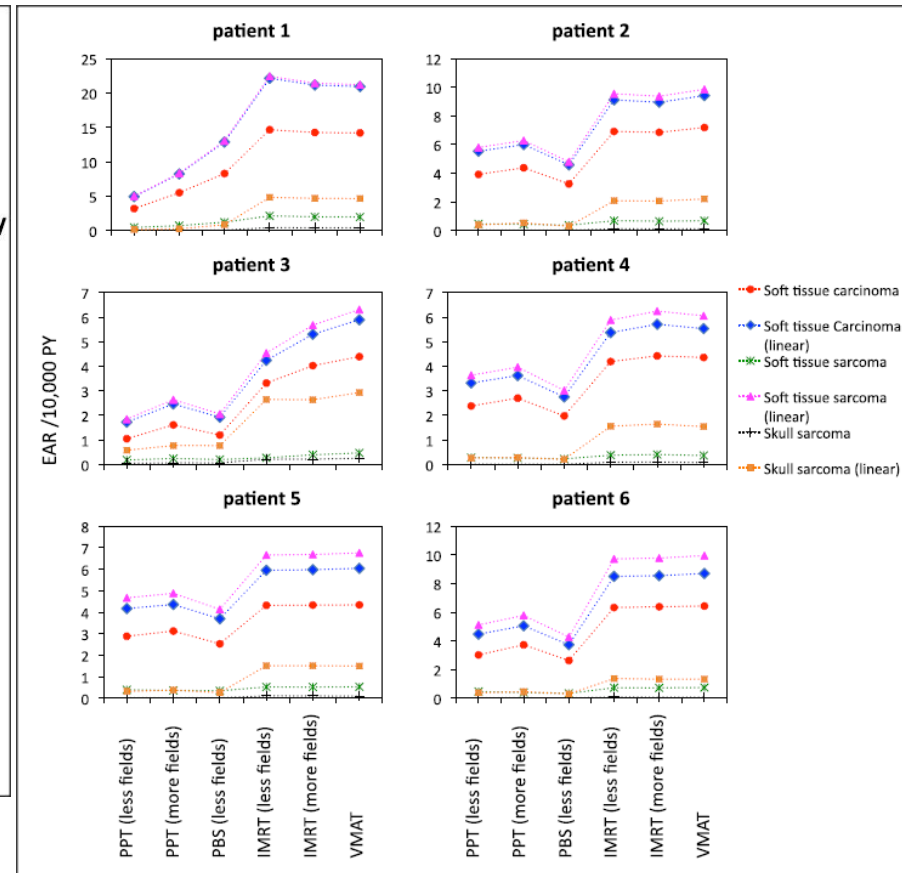 y
patient 1
patient 2
25
20
15
10
5
0
12
10
8
6
4
2
0
patient 3
patient 4
7
6
5
4
3
2
1
0
7
6
5
4
3
2
1
0
EAR /10,000 PY
Soft tissue carcinoma
Soft tissue Carcinoma
(linear)
Soft tissue sarcoma
Soft tissue sarcoma
(linear)
Skull sarcoma
Skull sarcoma (linear)
patient 5
patient 6
8
7
6
5
4
3
2
1
0
12
10
8
6
4
2
0
PPT (less fields)
PPT (more fields)
PBS (less fields)
IMRT (less fields)
IMRT (more fields)
VMAT
PPT (less fields)
PPT (more fields)
PBS (less fields)
IMRT (less fields)
IMRT (more fields)
VMAT